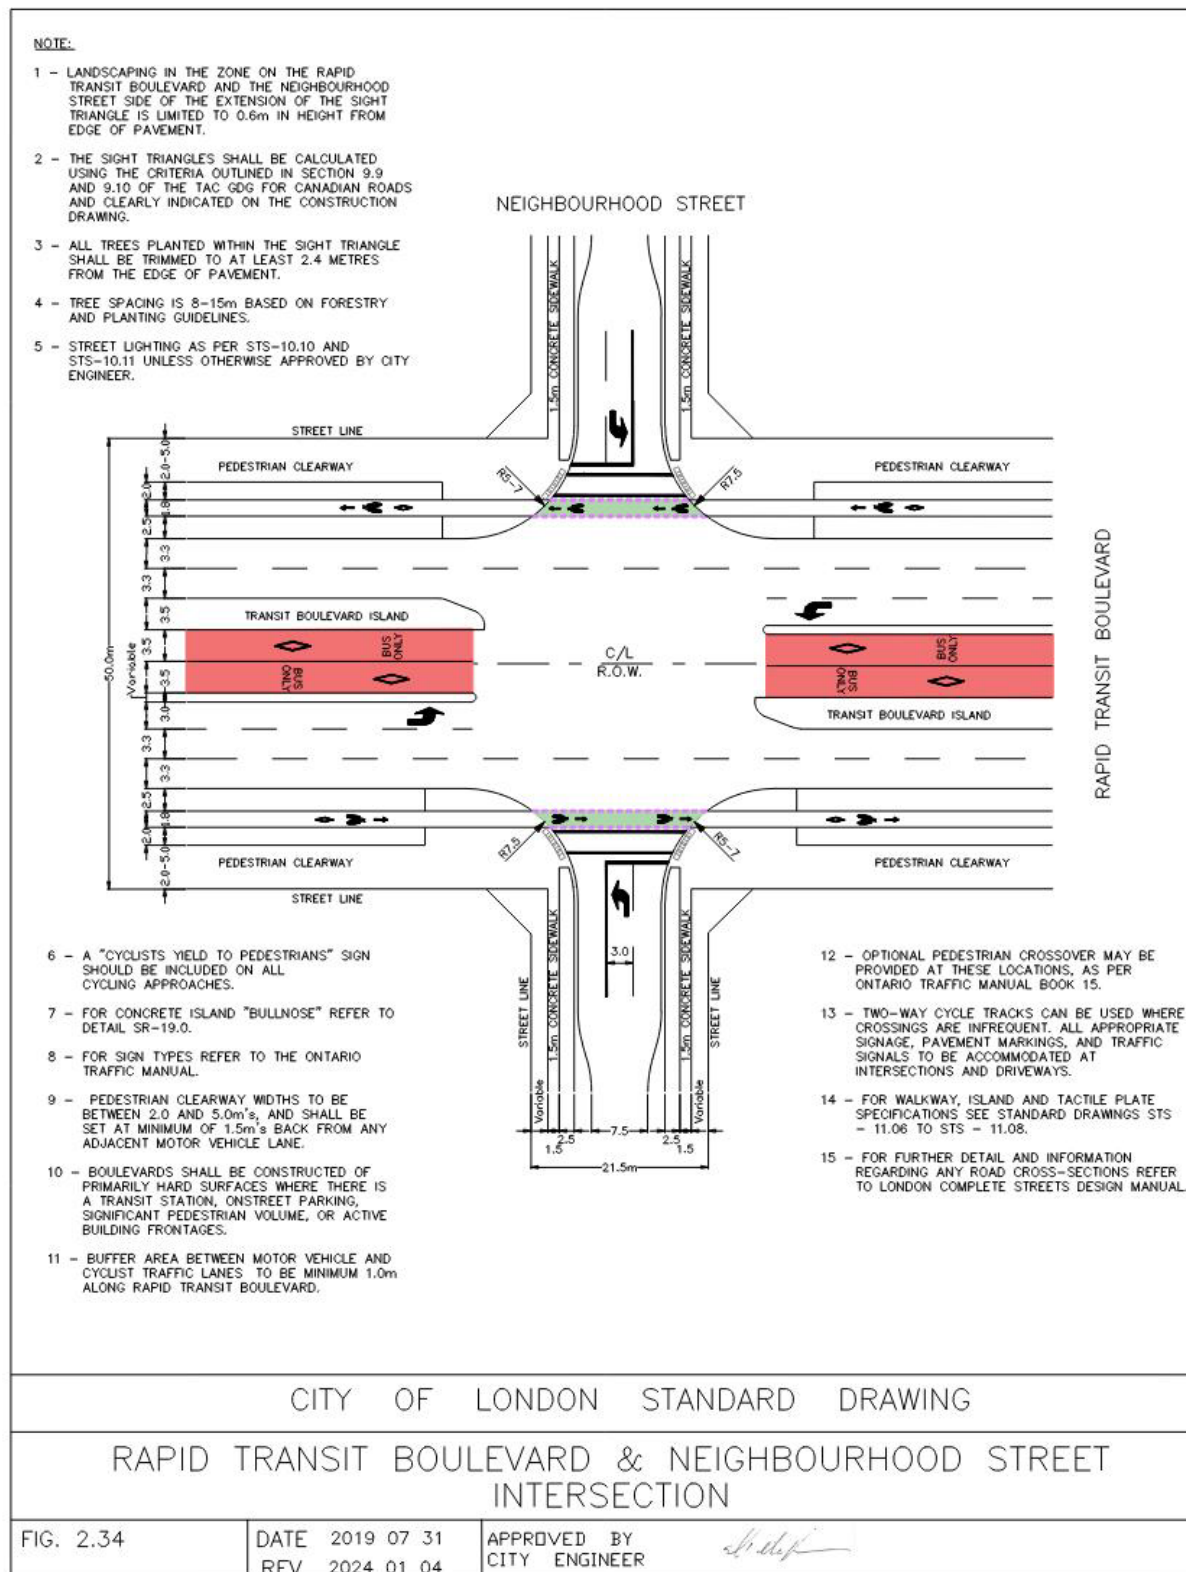 NOTE:
1 - LANDSCAPING IN THE ZONE ON THE RAPID
TRANSIT BOULEVARD AND THE NEIGHBOURHOOD
STREET SIDE OF THE EXTENSION OF THE SIGHT
TRIANGLE IS LIMITED TO 0.6m IN HEIGHT FROM
EDGE OF PAVEMENT.
2 - THE SIGHT TRIANGLES SHALL BE CALCULATED
USING THE CRITERIA OUTLINED IN SECTION 9.9
AND 9.10 OF THE TAC GDG FOR CANADIAN ROADS
AND CLEARLY INDICATED ON THE CONSTRUCTION
DRAWING.
3 - ALL TREES PLANTED WITHIN THE SIGHT TRIANGLE
SHALL BE TRIMMED TO AT LEAST 2.4 METRES
FROM THE EDGE OF PAVEMENT.
4 - TREE SPACING IS 8-15m BASED ON FORESTRY
AND PLANTING GUIDELINES.
5 - STREET LIGHTING AS PER STS-10.10 AND
STS-10.11 UNLESS OTHERWISE APPROVED BY CITY
ENGINEER.
NEIGHBOURHOOD STREET
1.5m CONCRETE SIDEWALK
1.5m CONCRETE SIDEWALK
STREET LINE
PEDESTRIAN CLEARWAY
PEDESTRIAN CLEARWAY
R5-7
R7.5
2.0-5.0
2.0
1.8
2.5
3.3
3.3
3.5
3.5
3.5
3.0
3.3
3.3
2.5
1.8
2.0
2.0-5.0
50.0m
Variable
TRANSIT BOULEVARD ISLAND
BUS ONLY
BUS ONLY
C/L
R.O.W.
BUS ONLY
BUS ONLY
TRANSIT BOULEVARD ISLAND
RAPID TRANSIT BOULEVARD
R7.5
R5-7
PEDESTRIAN CLEARWAY
PEDESTRIAN CLEARWAY
STREET LINE
3.0
STREET LINE
1.5m CONCRETE SIDEWALK
1.5m CONCRETE SIDEWALK
STREET LINE
Variable
Variable
2.5
7.5
2.5
1.5
1.5
21.5m
6 - A "CYCLISTS YIELD TO PEDESTRIANS" SIGN
SHOULD BE INCLUDED ON ALL
CYCLING APPROACHES.
7 - FOR CONCRETE ISLAND "BULLNOSE" REFER TO
DETAIL SR-19.0.
8 - FOR SIGN TYPES REFER TO THE ONTARIO
TRAFFIC MANUAL.
9 - PEDESTRIAN CLEARWAY WIDTHS TO BE
BETWEEN 2.0 AND 5.0m's, AND SHALL BE
SET AT MINIMUM OF 1.5m's BACK FROM ANY
ADJACENT MOTOR VEHICLE LANE.
10 - BOULEVARDS SHALL BE CONSTRUCTED OF
PRIMARILY HARD SURFACES WHERE THERE IS
A TRANSIT STATION, ONSTREET PARKING,
SIGNIFICANT PEDESTRIAN VOLUME, OR ACTIVE
BUILDING FRONTAGES.
11 - BUFFER AREA BETWEEN MOTOR VEHICLE AND
CYCLIST TRAFFIC LANES TO BE MINIMUM 1.0m
ALONG RAPID TRANSIT BOULEVARD.
12 - OPTIONAL PEDESTRIAN CROSSOVER MAY BE
PROVIDED AT THESE LOCATIONS, AS PER
ONTARIO TRAFFIC MANUAL BOOK 15.
13 - TWO-WAY CYCLE TRACKS CAN BE USED WHERE
CROSSINGS ARE INFREQUENT. ALL APPROPRIATE
SIGNAGE, PAVEMENT MARKINGS, AND TRAFFIC
SIGNALS TO BE ACCOMMODATED AT
INTERSECTIONS AND DRIVEWAYS.
14 - FOR WALKWAY, ISLAND AND TACTILE PLATE
SPECIFICATIONS SEE STANDARD DRAWINGS STS
- 11.06 TO STS - 11.08.
15 - FOR FURTHER DETAIL AND INFORMATION
REGARDING ANY ROAD CROSS-SECTIONS REFER
TO LONDON COMPLETE STREETS DESIGN MANUAL.
CITY OF LONDON STANDARD DRAWING
RAPID TRANSIT BOULEVARD & NEIGHBOURHOOD STREET
INTERSECTION
FIG. 2.34
DATE 2019 07 31
REV 2024 01 04
APPROVED BY
CITY ENGINEER